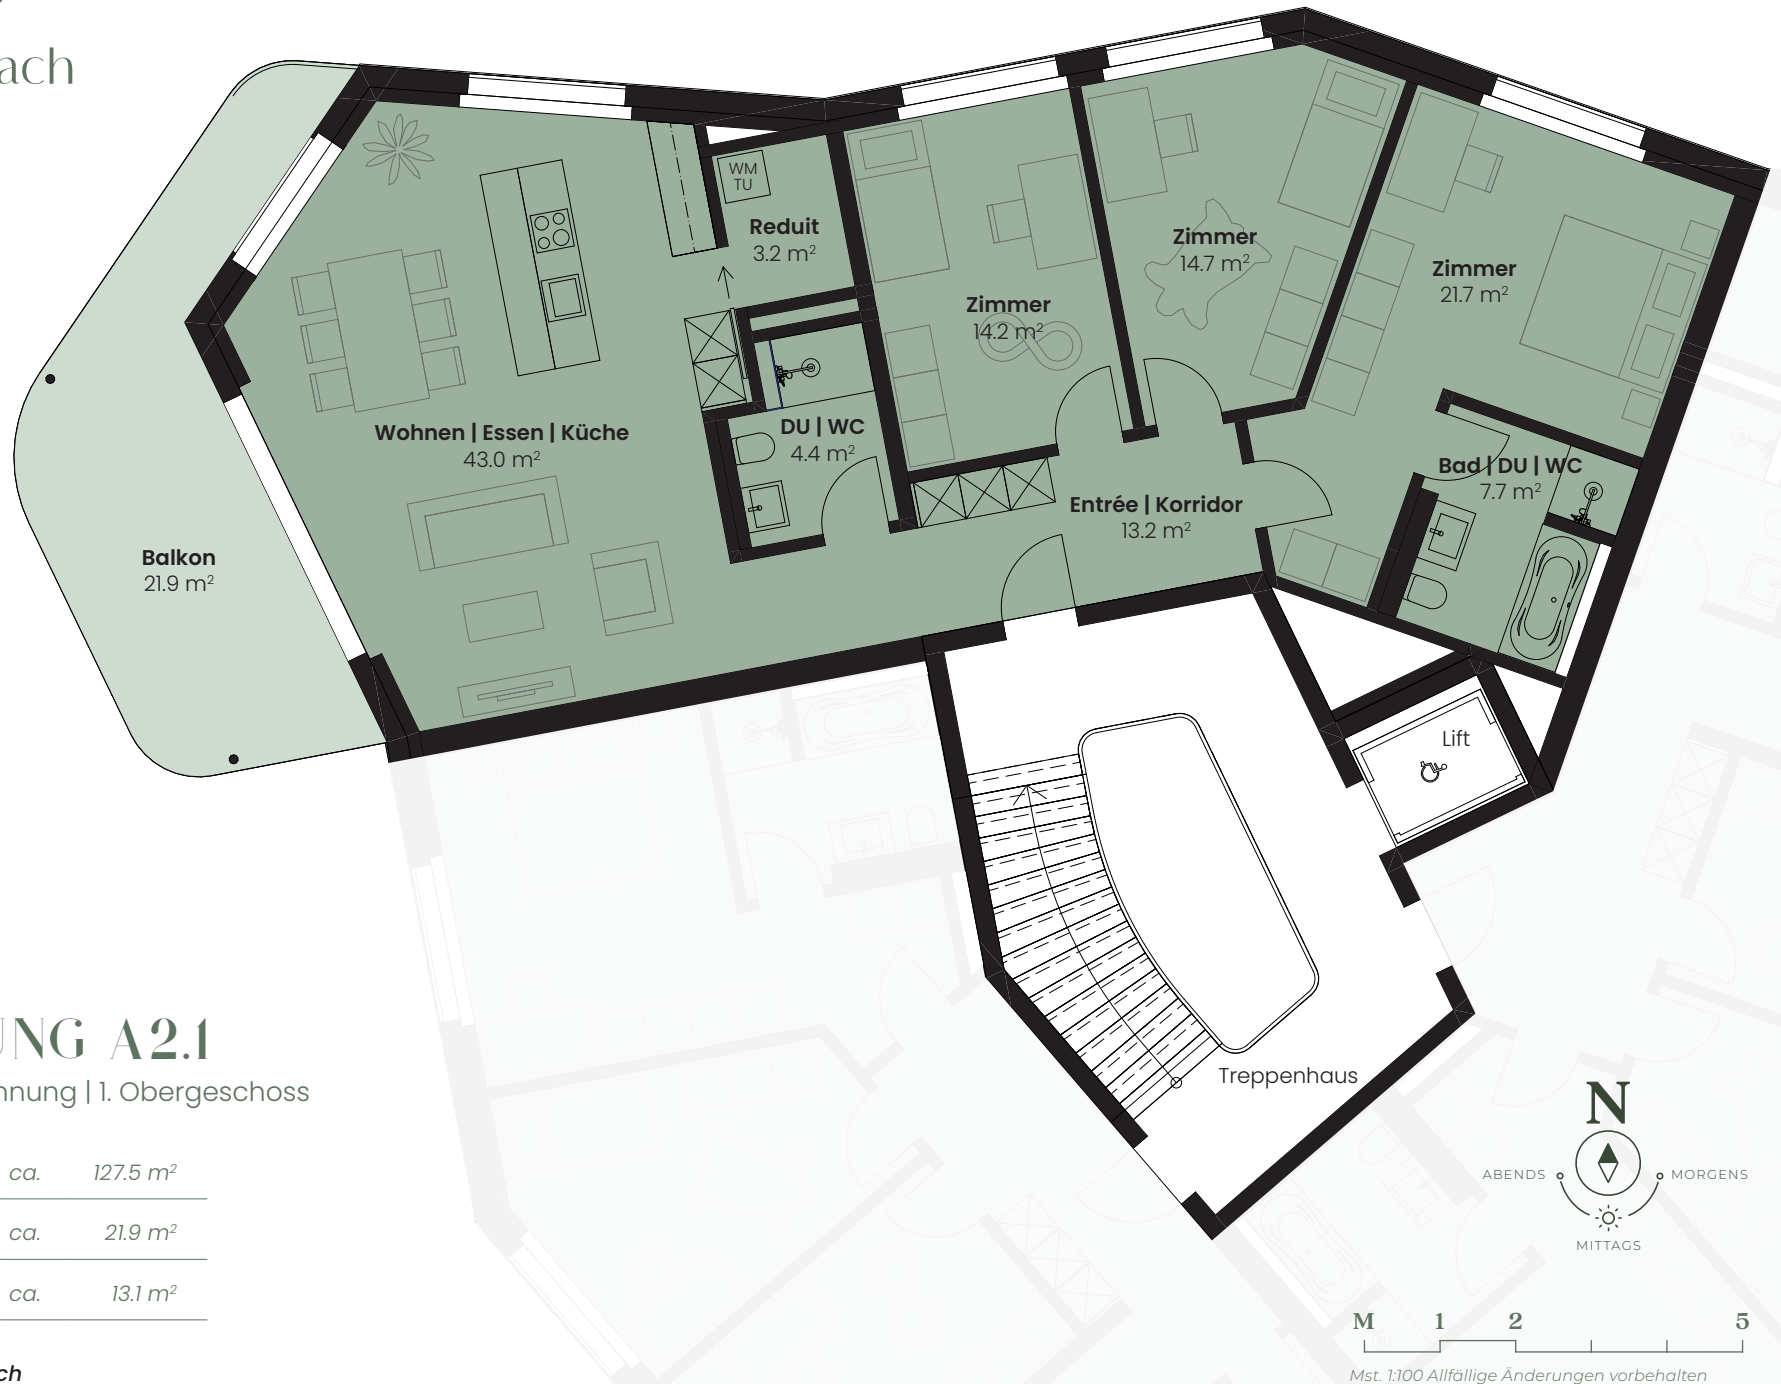 ach
WM
TU
Reduit
3.2 m²
Zimmer
14.2 m²
Zimmer
14.7 m²
Zimmer
21.7 m²
Wohnen | Essen | Küche
43.0 m²
DU | WC
4.4 m²
Bad | DU | WC
7.7 m²
Entrée | Korridor
13.2 m²
Balkon
21.9 m²
Lift
Treppenhaus
UNG A2.1
hnung | 1. Obergeschoss
ca. 127.5 m²
ca. 21.9 m²
ca. 13.1 m²
ch
N
ABENDS
MORGENS
MITTAGS
M 1 2 5
Mst. 1:100 Allfällige Änderungen vorbehalten